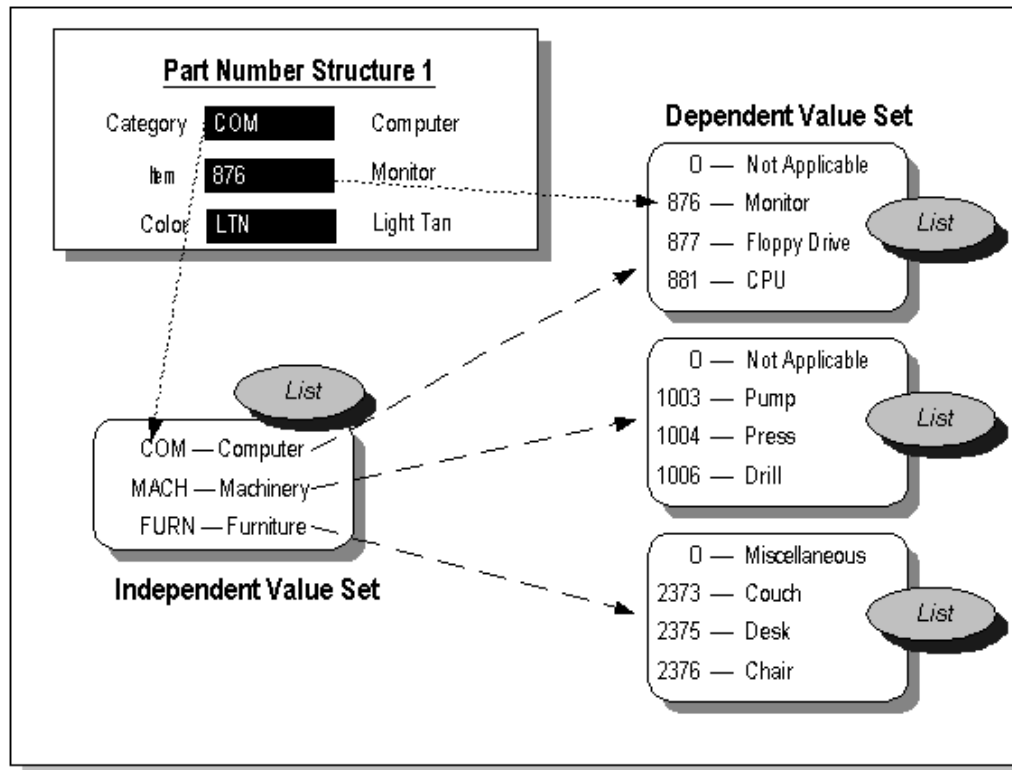 Part Number Structure 1
Category COM Computer
Item 876 Monitor
Color LTN Light Tan
Dependent Value Set
0 — Not Applicable
876 — Monitor
877 — Floppy Drive
881 — CPU
List
0 — Not Applicable
1003 — Pump
1004 — Press
1006 — Drill
List
0 — Miscellaneous
2373 — Couch
2375 — Desk
2376 — Chair
List
List
COM — Computer
MACH — Machinery
FURN — Furniture
Independent Value Set